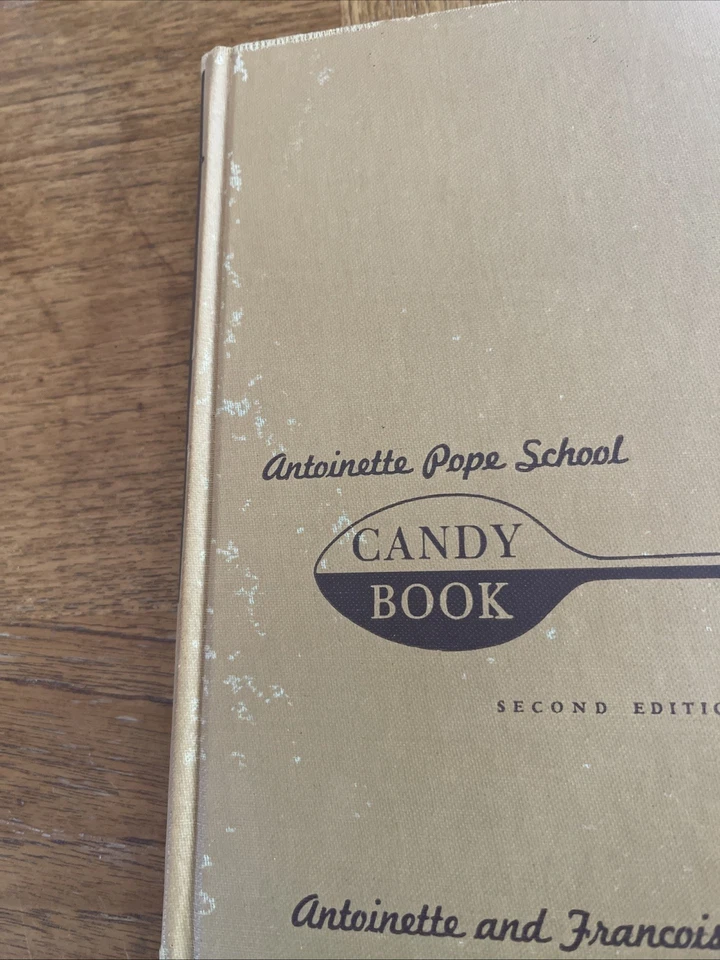 Antoinette Pope School
CANDY
BOOK
SECOND EDITIO
Antoinette and Francois